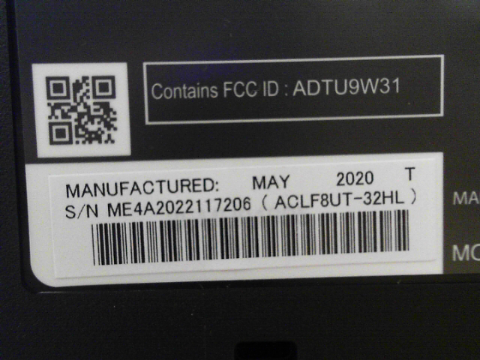 Contains FCC ID : ADTU9W31
MANUFACTURED: MAY 2020 T
S/N ME4A2022117206 ( ACLF8UT-32HL )